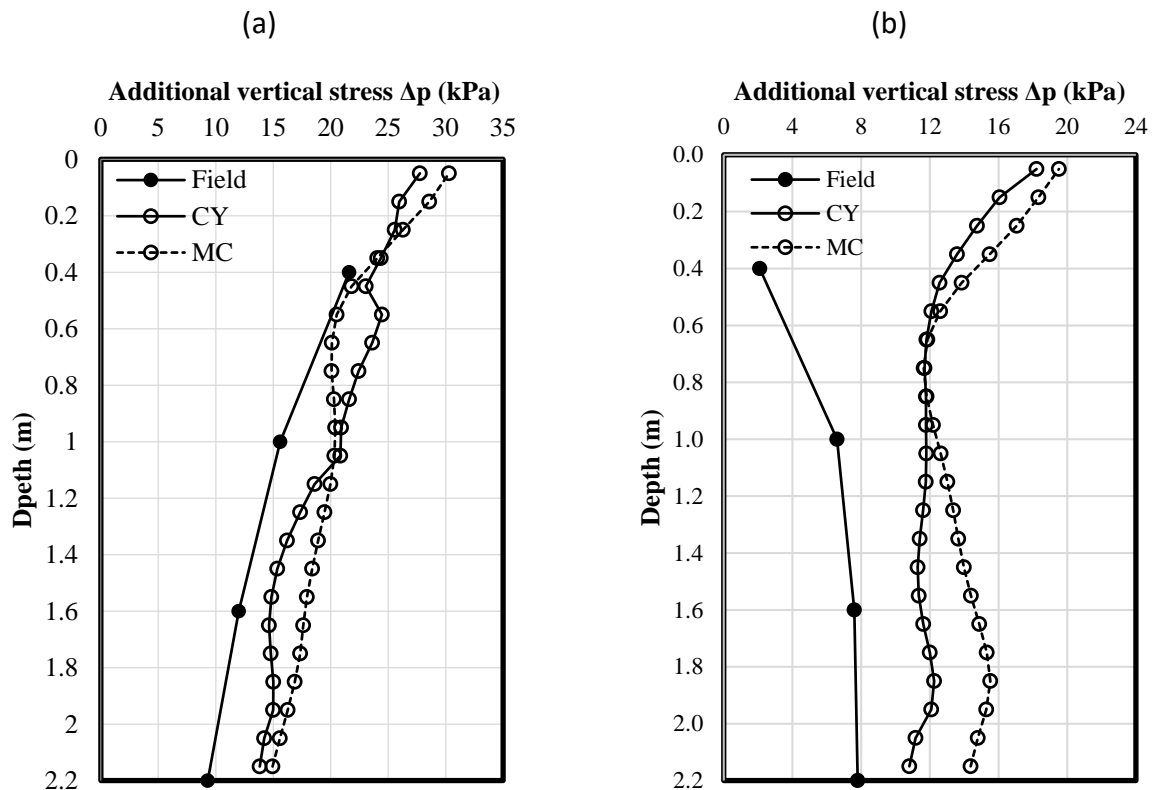 (a)
Additional vertical stress Δp (kPa)
0 5 10 15 20 25 30 35
0
0.2
0.4
0.6
0.8
1
1.2
1.4
1.6
1.8
2
2.2
Dpeth (m)
Field
CY
MC
(b)
Additional vertical stress Δp (kPa)
0 4 8 12 16 20 24
0.0
0.2
0.4
0.6
0.8
1.0
1.2
1.4
1.6
1.8
2.0
2.2
Depth (m)
Field
CY
MC